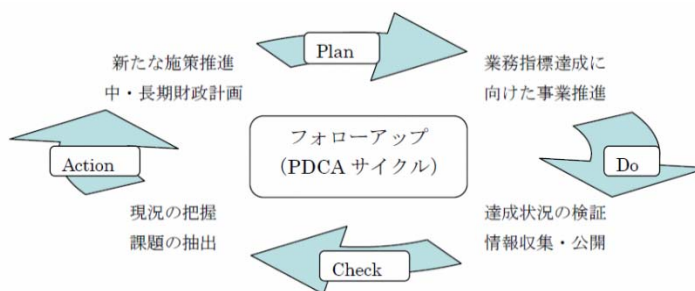 Plan
新たな施策推進
中・長期財政計画
業務指標達成に
向けた事業推進
フォローアップ
(PDCA サイクル)
Action
Do
現況の把握
課題の抽出
達成状況の検証
情報収集・公開
Check